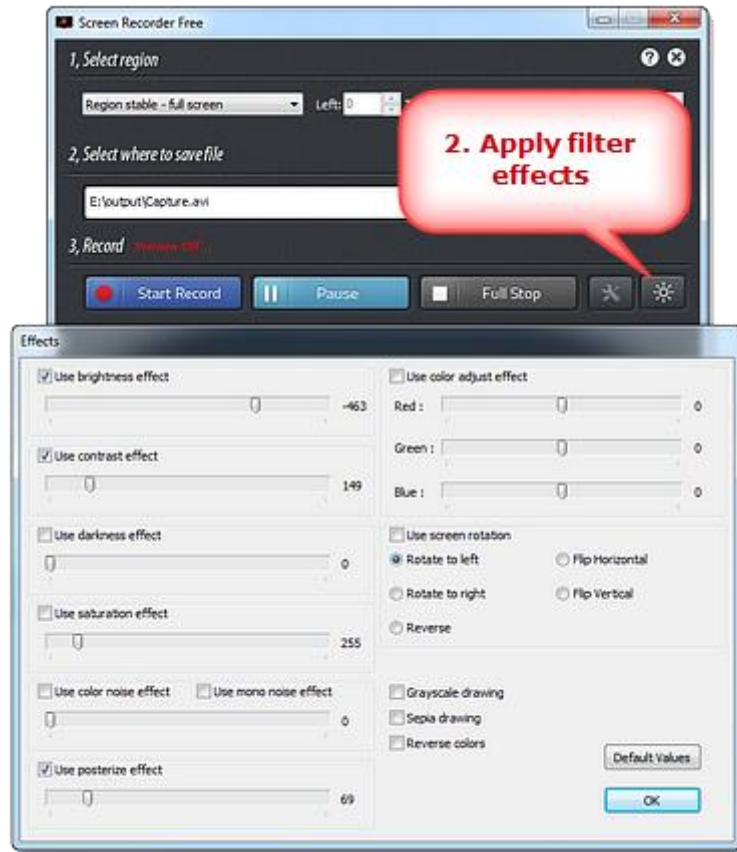 Screen Recorder Free
1, Select region
Region stable - full screen
Left: 0
2. Apply filter
effects
2, Select where to save file
E:\output\Capture.avi
3, Record
Start Record
Pause
Full Stop
Effects
Use brightness effect
-463
Use contrast effect
149
Use darkness effect
0
Use saturation effect
255
Use color noise effect Use mono noise effect
0
Use posterize effect
69
Use color adjust effect
Red : 0
Green : 0
Blue : 0
Use screen rotation
Rotate to left Flip Horizontal
Rotate to right Flip Vertical
Reverse
Grayscale drawing
Sepia drawing
Reverse colors
Default Values
OK